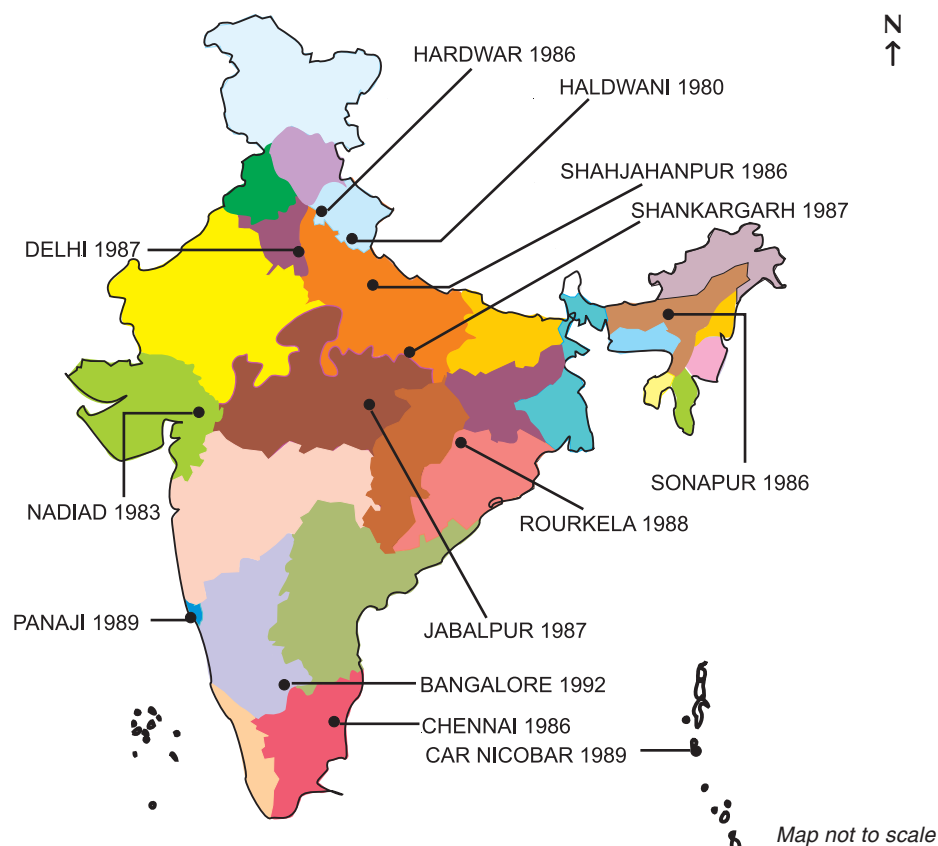 N
HARDWAR 1986
HALDWANI 1980
SHAHJAHANPUR 1986
SHANKARGARH 1987
DELHI 1987
SONAPUR 1986
NADIAD 1983
ROURKELA 1988
PANAJI 1989
JABALPUR 1987
BANGALORE 1992
CHENNAI 1986
CAR NICOBAR 1989
Map not to scale